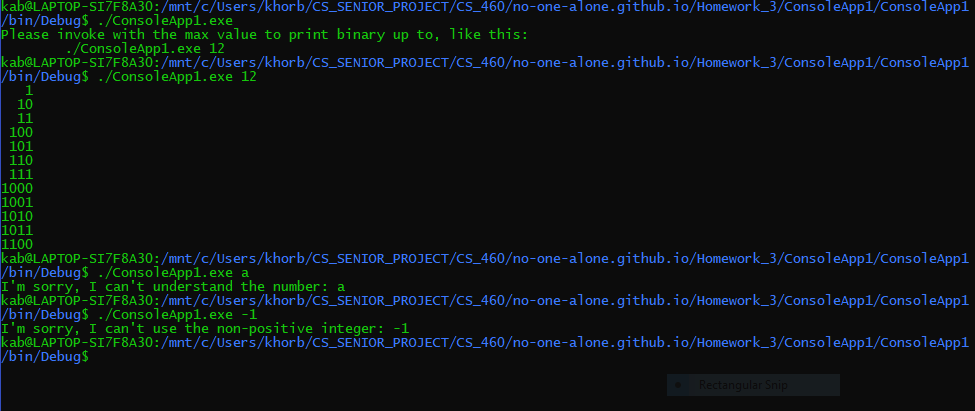 kab@LAPTOP-SI7F8A30:/mnt/c/Users/khorb/CS_SENIOR_PROJECT/CS_460/no-one-alone.github.io/Homework_3/ConsoleApp1/ConsoleApp1
/bin/Debug$ ./ConsoleApp1.exe
Please invoke with the max value to print binary up to, like this:
        ./ConsoleApp1.exe 12
kab@LAPTOP-SI7F8A30:/mnt/c/Users/khorb/CS_SENIOR_PROJECT/CS_460/no-one-alone.github.io/Homework_3/ConsoleApp1/ConsoleApp1
/bin/Debug$ ./ConsoleApp1.exe 12
   1
  10
  11
 100
 101
 110
 111
1000
1001
1010
1011
1100
kab@LAPTOP-SI7F8A30:/mnt/c/Users/khorb/CS_SENIOR_PROJECT/CS_460/no-one-alone.github.io/Homework_3/ConsoleApp1/ConsoleApp1
/bin/Debug$ ./ConsoleApp1.exe a
I'm sorry, I can't understand the number: a
kab@LAPTOP-SI7F8A30:/mnt/c/Users/khorb/CS_SENIOR_PROJECT/CS_460/no-one-alone.github.io/Homework_3/ConsoleApp1/ConsoleApp1
/bin/Debug$ ./ConsoleApp1.exe -1
I'm sorry, I can't use the non-positive integer: -1
kab@LAPTOP-SI7F8A30:/mnt/c/Users/khorb/CS_SENIOR_PROJECT/CS_460/no-one-alone.github.io/Homework_3/ConsoleApp1/ConsoleApp1
/bin/Debug$
Rectangular Snip